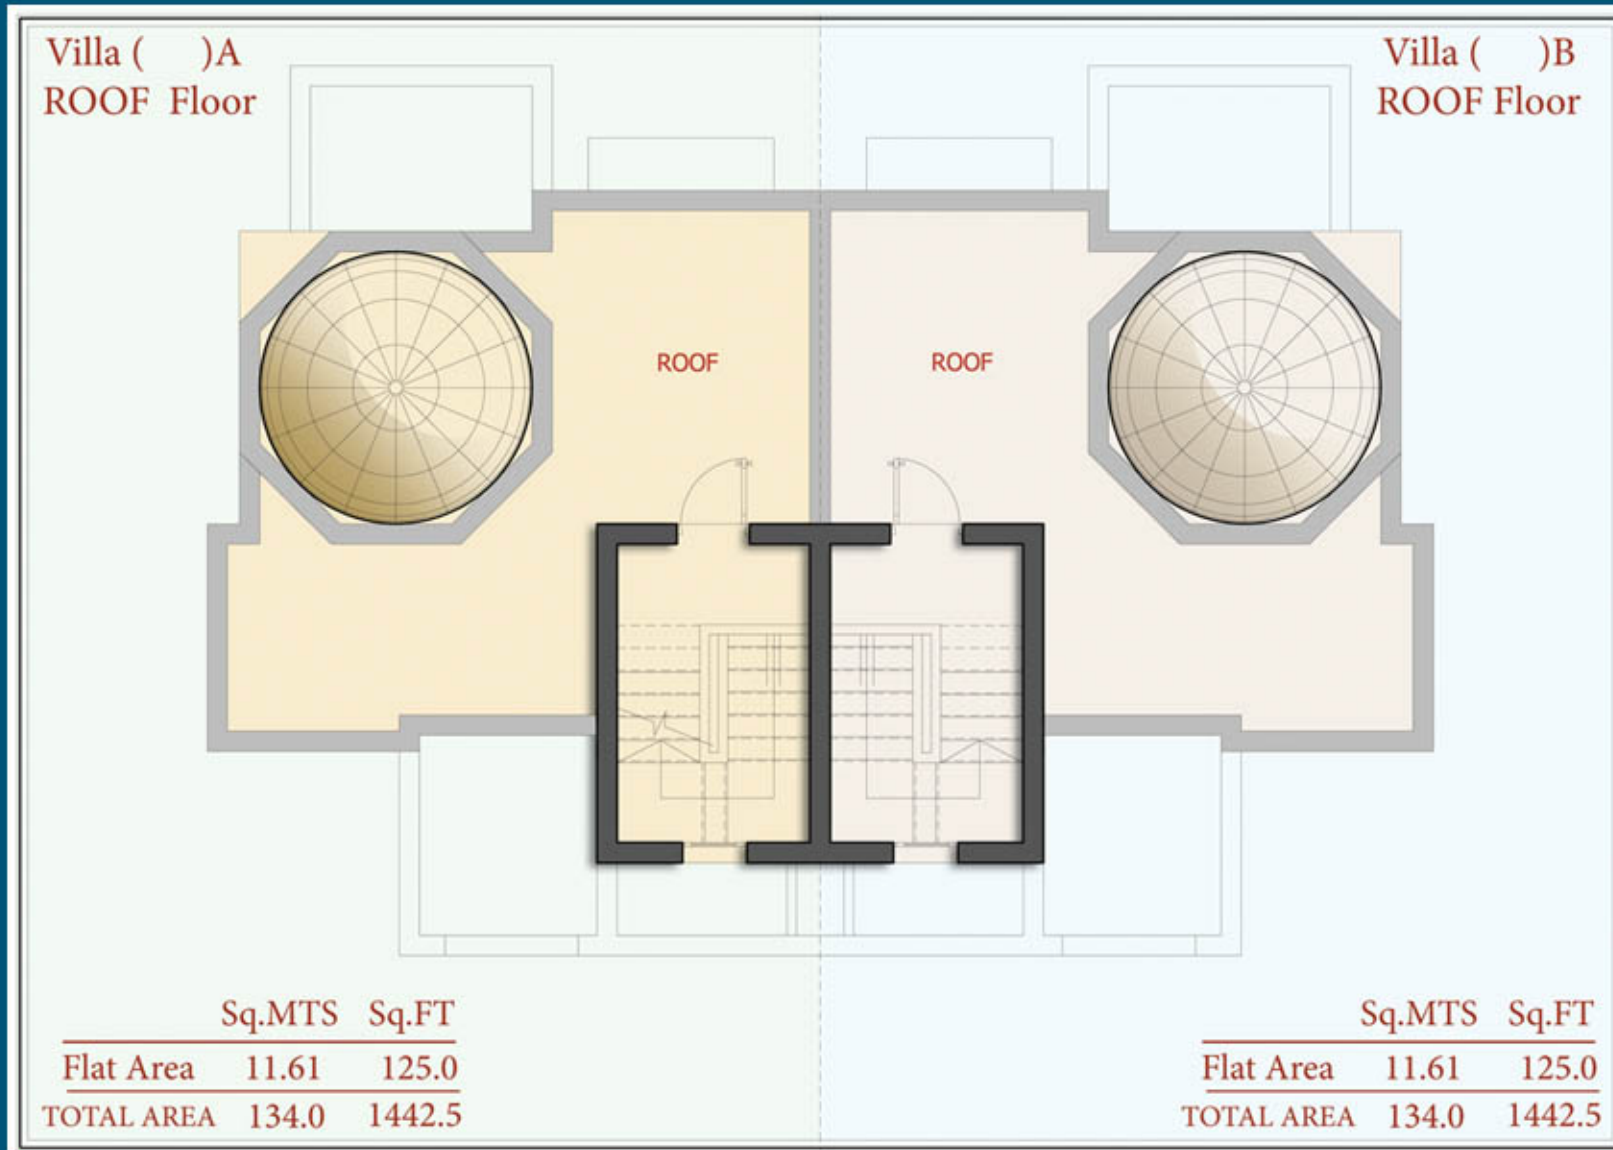 Villa ( )A
ROOF Floor
Villa ( )B
ROOF Floor
ROOF
ROOF
Sq.MTS Sq.FT
Flat Area 11.61 125.0
TOTAL AREA 134.0 1442.5
Sq.MTS Sq.FT
Flat Area 11.61 125.0
TOTAL AREA 134.0 1442.5